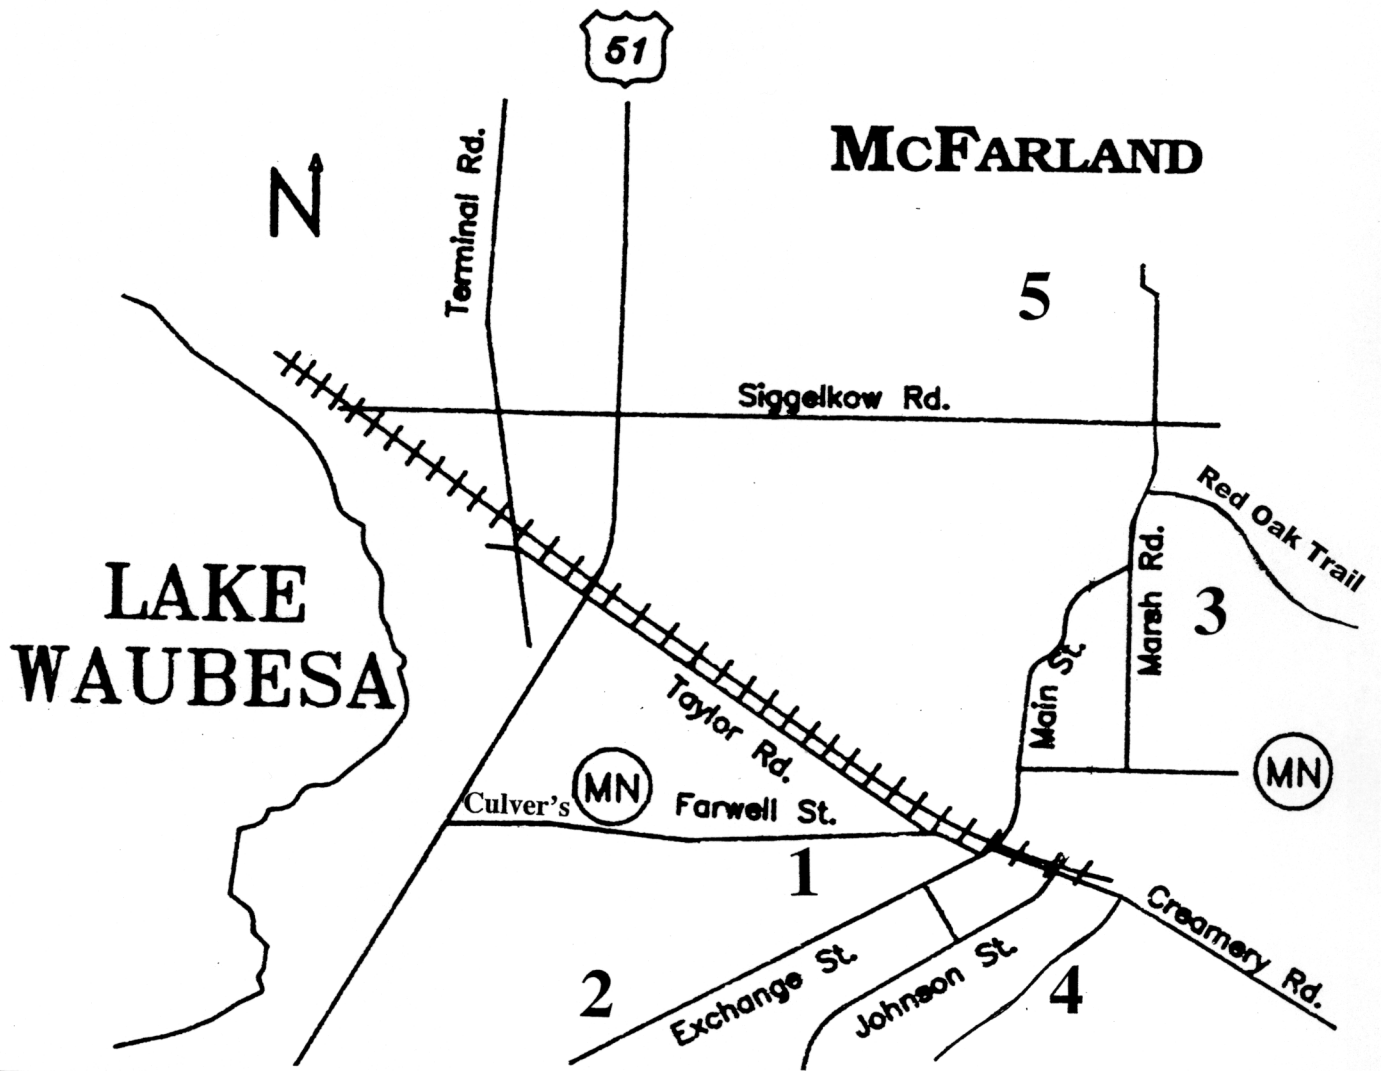 51
McFARLAND
N
Terminal Rd.
5
Siggelkow Rd.
Red Oak Trail
LAKE
WAUBESA
Marsh Rd.
3
Main St.
Taylor Rd.
MN
Culver's
MN
Farwell St.
1
Creamery Rd.
Exchange St.
2
Johnson St.
4